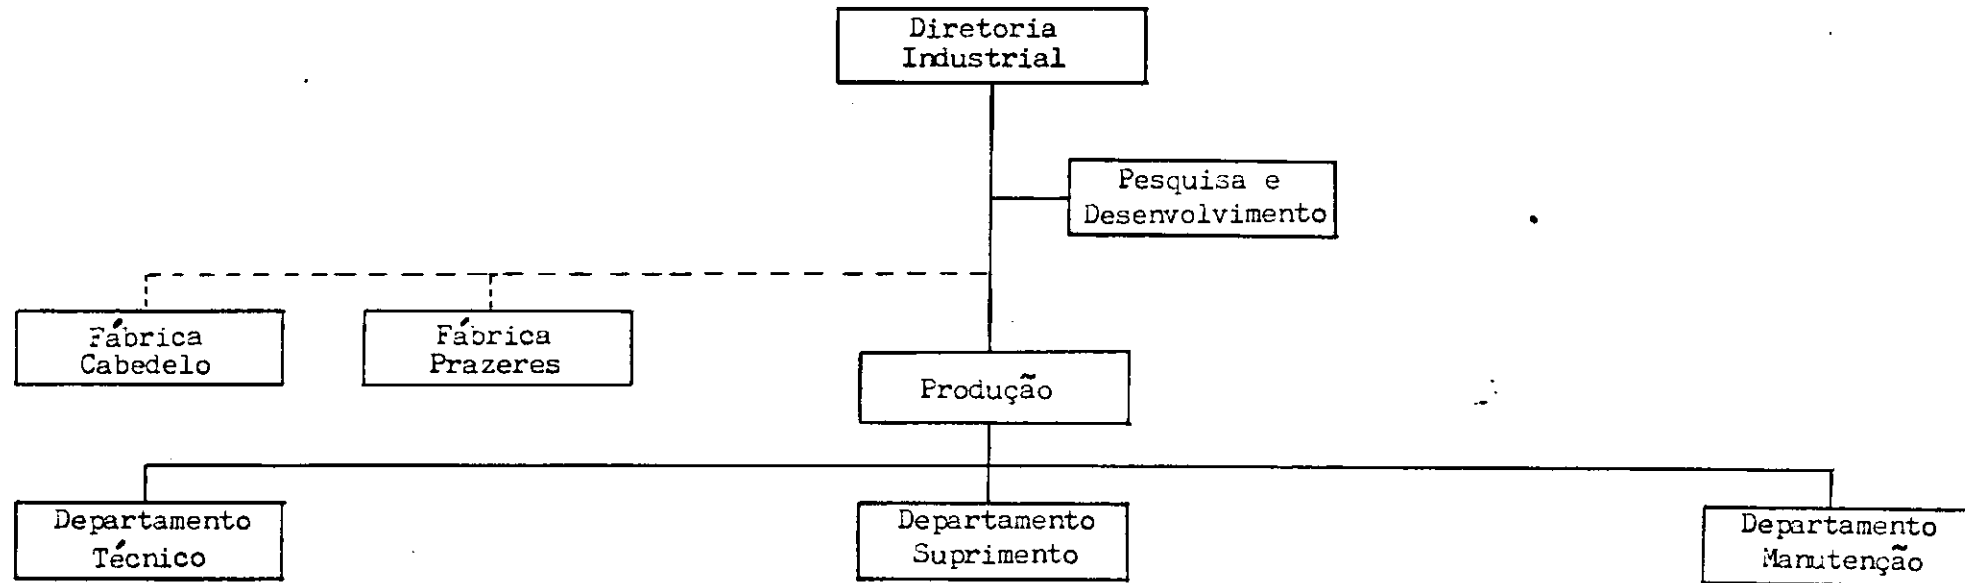 Diretoria
Industrial
Pesquisa e
Desenvolvimento
Fábrica
Cabedelo
Fábrica
Prazeres
Produção
Departamento
Técnico
Departamento
Suprimento
Departamento
Manutenção